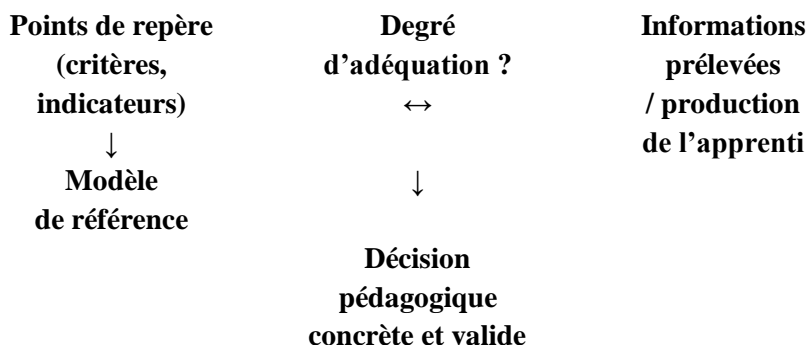 Points de repère
(critères,
indicateurs)
↓
Modèle
de référence
Degré
d’adéquation ?
↔
↓
Informations
prélevées
/ production
de l’apprenti
Décision
pédagogique
concrète et valide